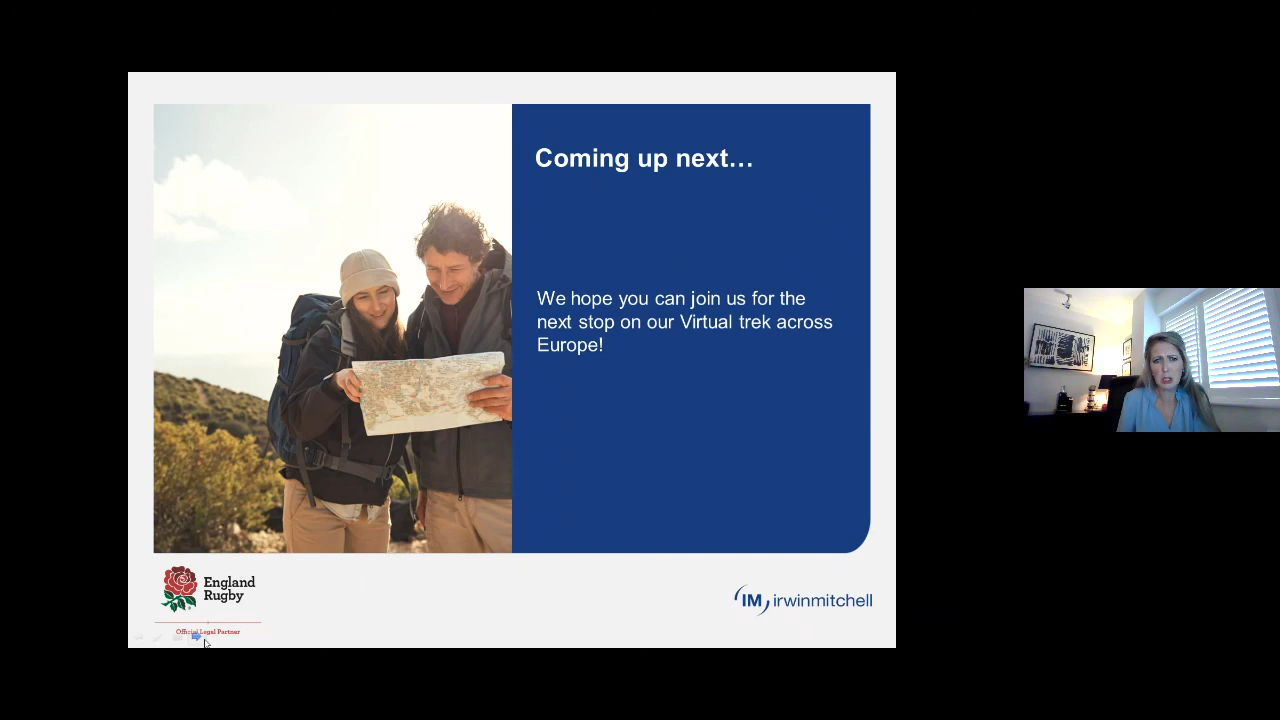 Coming up next…
We hope you can join us for the
next stop on our Virtual trek across
Europe!
England
Rugby
Official Legal Partner
IM irwinmitchell